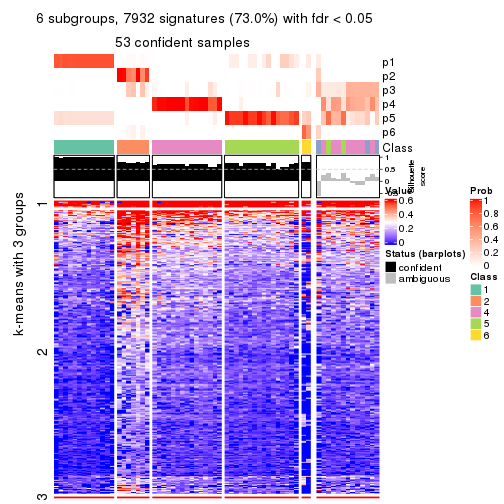 6 subgroups, 7932 signatures (73.0%) with fdr < 0.05
53 confident samples
p1
p2
p3
p4
p5
p6
Class
1
0.5
0
Silhouette
score
k-means with 3 groups
1
2
3
Value
0.6
0.4
0.2
0
Status (barplots)
confident
ambiguous
Prob
1
0.8
0.6
0.4
0.2
0
Class
1
2
4
5
6